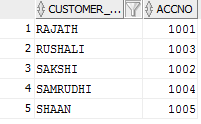 CUSTOMER_... ACCNO
1 RAJATH 1001
2 RUSHALI 1003
3 SAKSHI 1002
4 SAMRUDHI 1004
5 SHAAN 1005